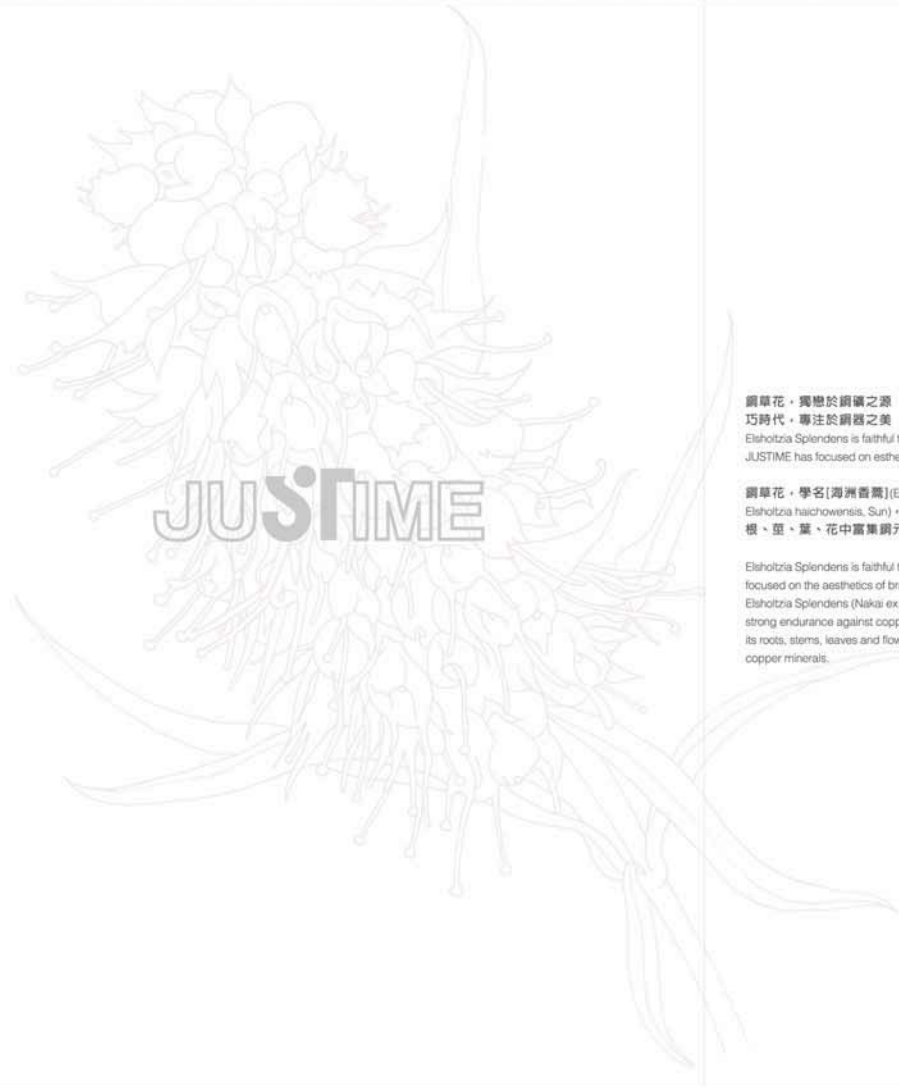 JUSTIME
銅草花，獨戀於銅礦之源
巧時代，專注於銅器之美
Elsholtzia Splendens is faithful
JUSTIME has focused on esthe
銅草花，學名[海洲香薷](E
Elsholtzia haichowensis, Sun)，
根、莖、葉、花中富集銅元
Elsholtzia Splendens is faithful
focused on the aesthetics of br
Elsholtzia Splendens (Nakai ex
strong endurance against copp
its roots, stems, leaves and flow
copper minerals.